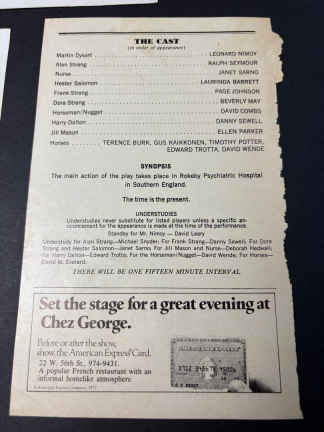 THE CAST
(in order of appearance)
Martin Dysart . . . . . . . . . . . . . . . . . . . . LEONARD NIMOY
Alan Strang . . . . . . . . . . . . . . . . . . . . RALPH SEYMOUR
Nurse . . . . . . . . . . . . . . . . . . . . JANET SARNO
Hester Salomon . . . . . . . . . . . . . . . . . . . . LAURINDA BARRETT
Frank Strang . . . . . . . . . . . . . . . . . . . . PAGE JOHNSON
Dora Strang . . . . . . . . . . . . . . . . . . . . BEVERLY MAY
Horseman/Nugget . . . . . . . . . . . . . . . . . . . . DAVID COMBS
Harry Dalton . . . . . . . . . . . . . . . . . . . . DANNY SEWELL
Jill Mason . . . . . . . . . . . . . . . . . . . . ELLEN PARKER
Horses . . . . . . . TERENCE BURK, GUS KAIKKONEN, TIMOTHY POTTER,
EDWARD TROTTA, DAVID WENDE
SYNOPSIS
The main action of the play takes place in Rokeby Psychiatric Hospital
in Southern England.
The time is the present.
UNDERSTUDIES
Understudies never substitute for listed players unless a specific an-
nouncement for the appearance is made at the time of the performance.
Standby for Mr. Nimoy — David Leary
Understudy for Alan Strang—Michael Snyder; For Frank Strang—Danny Sewell; For Dora
Strang and Hester Salomon—Janet Sarno; For Jill Mason and Nurse—Deborah Hedwall;
For Harry Dalton—Edward Trotta; For the Horseman/Nugget—David Wende; For Horses—
David M. Everard.
THERE WILL BE ONE FIFTEEN MINUTE INTERVAL
Set the stage for a great evening at
Chez George.
Before or after the show,
show the American Express Card.
22 W. 56th St., 974-9431.
A popular French restaurant with an
informal homelike atmosphere